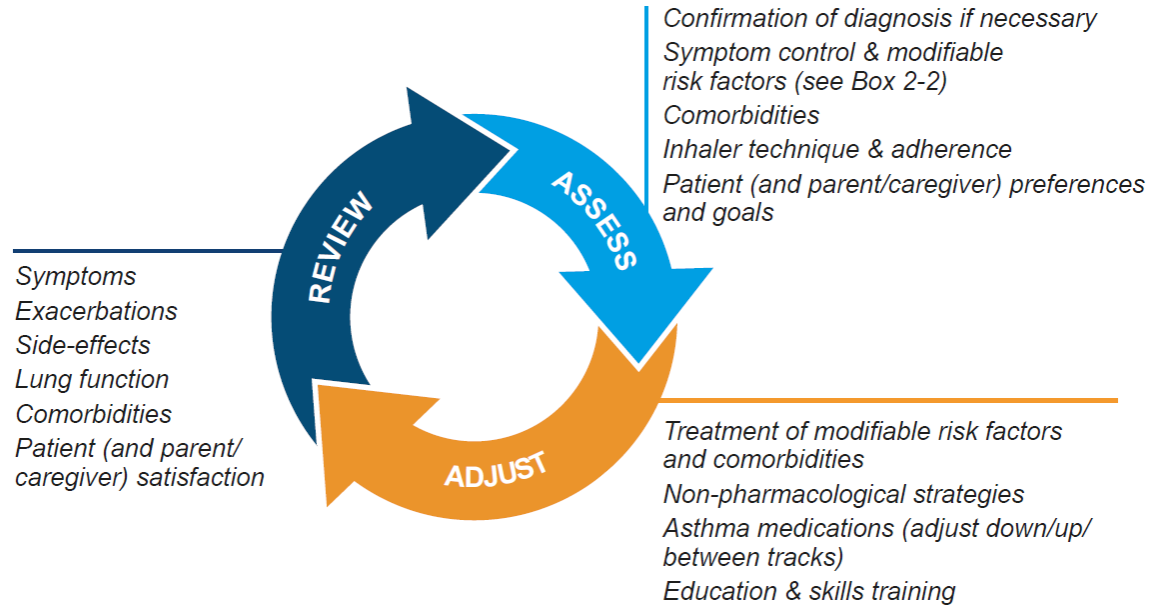 Confirmation of diagnosis if necessary
Symptom control & modifiable
risk factors (see Box 2-2)
Comorbidities
Inhaler technique & adherence
Patient (and parent/caregiver) preferences
and goals
ASSESS
REVIEW
Symptoms
Exacerbations
Side-effects
Lung function
Comorbidities
Patient (and parent/
caregiver) satisfaction
ADJUST
Treatment of modifiable risk factors
and comorbidities
Non-pharmacological strategies
Asthma medications (adjust down/up/
between tracks)
Education & skills training